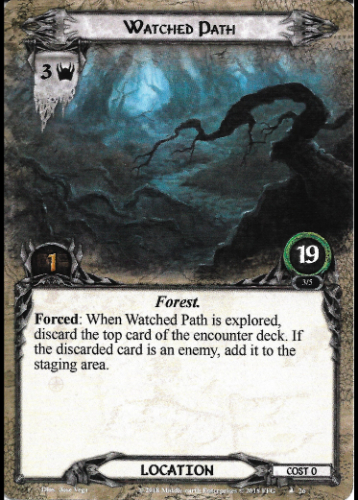 WATCHED PATH
3
1
19
3/5
Forest.
Forced: When Watched Path is explored,
discard the top card of the encounter deck. If
the discarded card is an enemy, add it to the
staging area.
LOCATION
COST 0